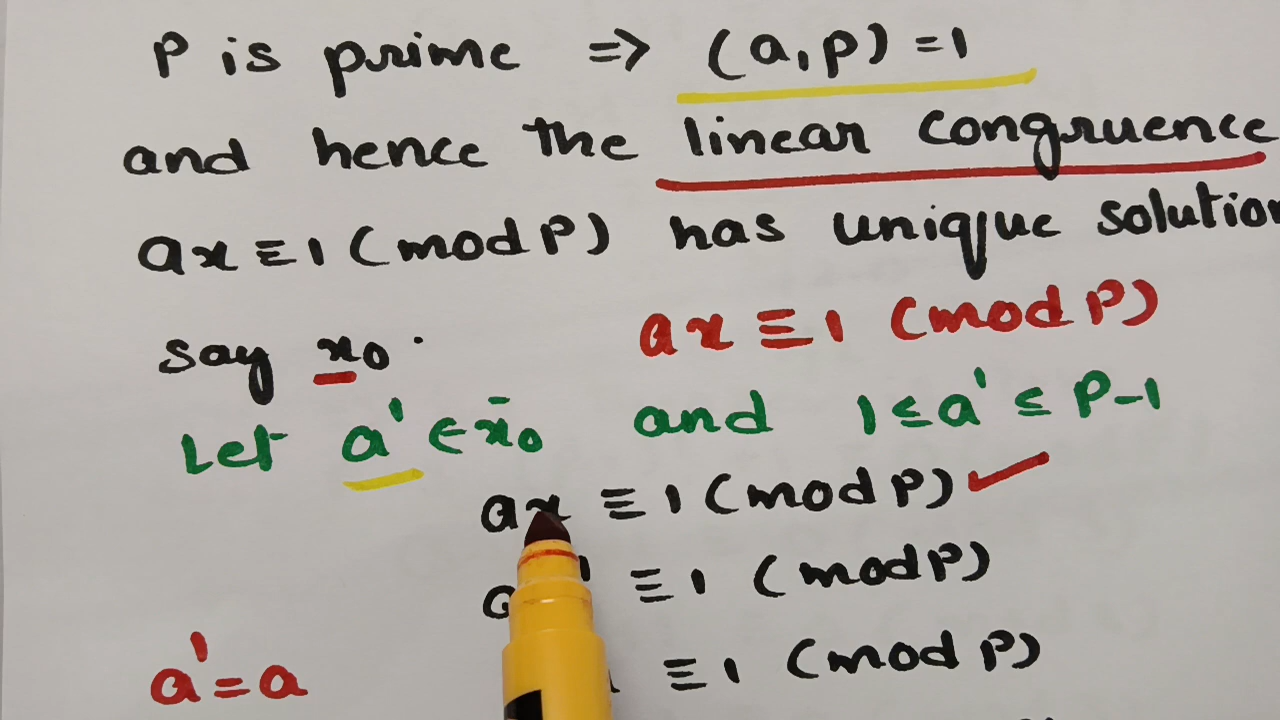 P is prime => (a,p)=1
and hence the linear congruence
ax≡1 (mod P) has unique solution
say x0. ax≡1 (mod P)
Let a' ∈ x̄0 and 1≤a'≤P-1
ax ≡ 1 (mod P) ✓
≡ 1 (mod P)
a'=a ≡ 1 (mod P)